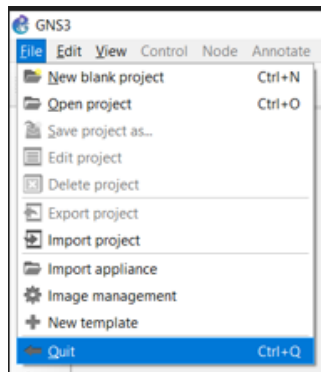 GNS3
File Edit View Control Node Annotate
New blank project Ctrl+N
Open project Ctrl+O
Save project as...
Edit project
Delete project
Export project
Import project
Import appliance
Image management
New template
Quit Ctrl+Q